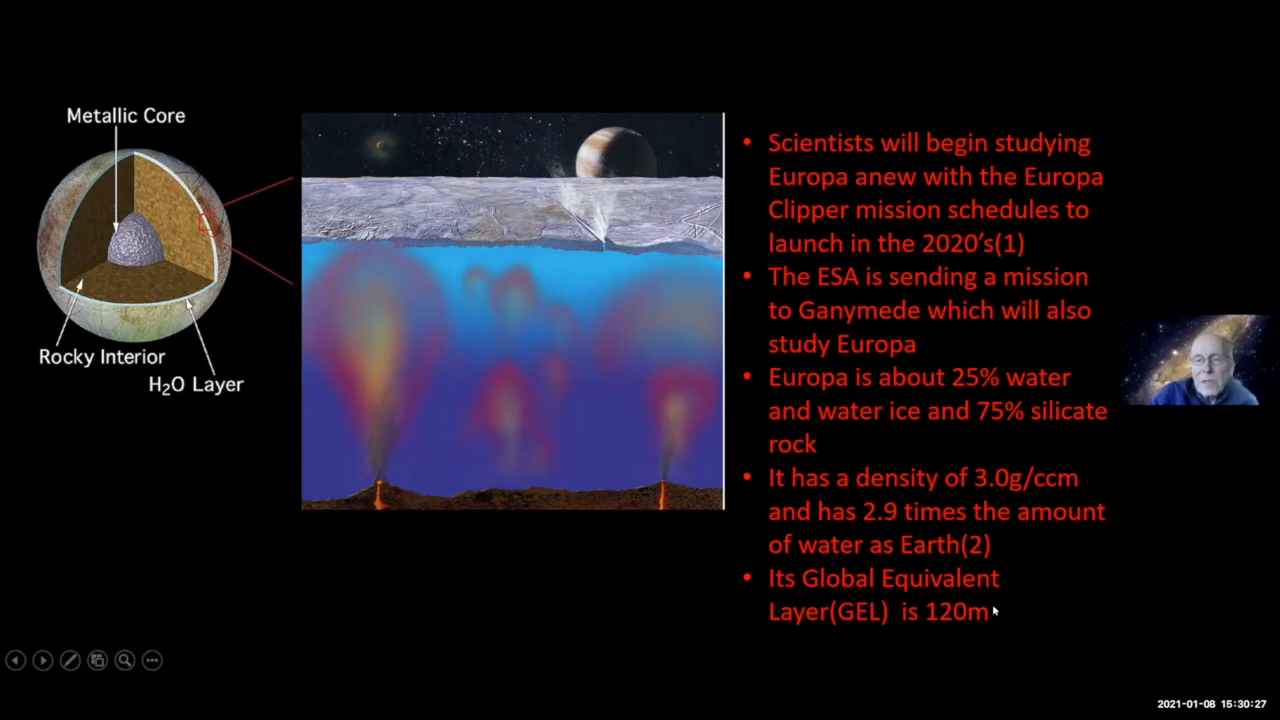 Metallic Core
Rocky Interior
H₂O Layer
• Scientists will begin studying
Europa anew with the Europa
Clipper mission schedules to
launch in the 2020’s(1)
• The ESA is sending a mission
to Ganymede which will also
study Europa
• Europa is about 25% water
and water ice and 75% silicate
rock
• It has a density of 3.0g/ccm
and has 2.9 times the amount
of water as Earth(2)
• Its Global Equivalent
Layer(GEL)  is 120m
2021-01-08 15:30:27